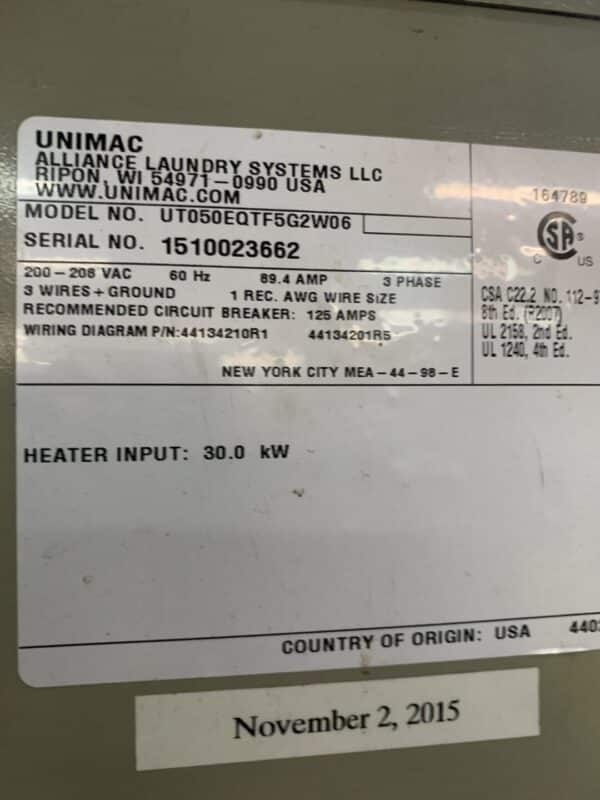 UNIMAC
ALLIANCE LAUNDRY SYSTEMS LLC
RIPON, WI 54971-0990 USA
WWW.UNIMAC.COM
MODEL NO. UT050EQTF5G2W06
SERIAL NO. 1510023662
200-208 VAC 60 Hz 89.4 AMP 3 PHASE
3 WIRES + GROUND 1 REC. AWG WIRE SIZE
RECOMMENDED CIRCUIT BREAKER: 125 AMPS
WIRING DIAGRAM P/N:44134210R1 44134201R5
NEW YORK CITY MEA-44-98-E
164789
SA®
C US
CSA C22.2 NO. 112-9
8th Ed. (R2007)
UL 2158, 2nd Ed.
UL 1240, 4th Ed.
HEATER INPUT: 30.0 kW
COUNTRY OF ORIGIN: USA 440
November 2, 2015